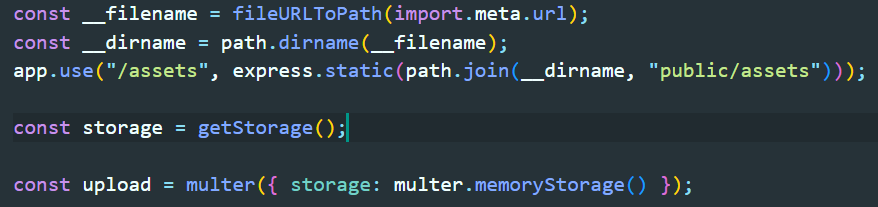 const __filename = fileURLToPath(import.meta.url);
const __dirname = path.dirname(__filename);
app.use("/assets", express.static(path.join(__dirname, "public/assets")));
const storage = getStorage();
const upload = multer({ storage: multer.memoryStorage() });